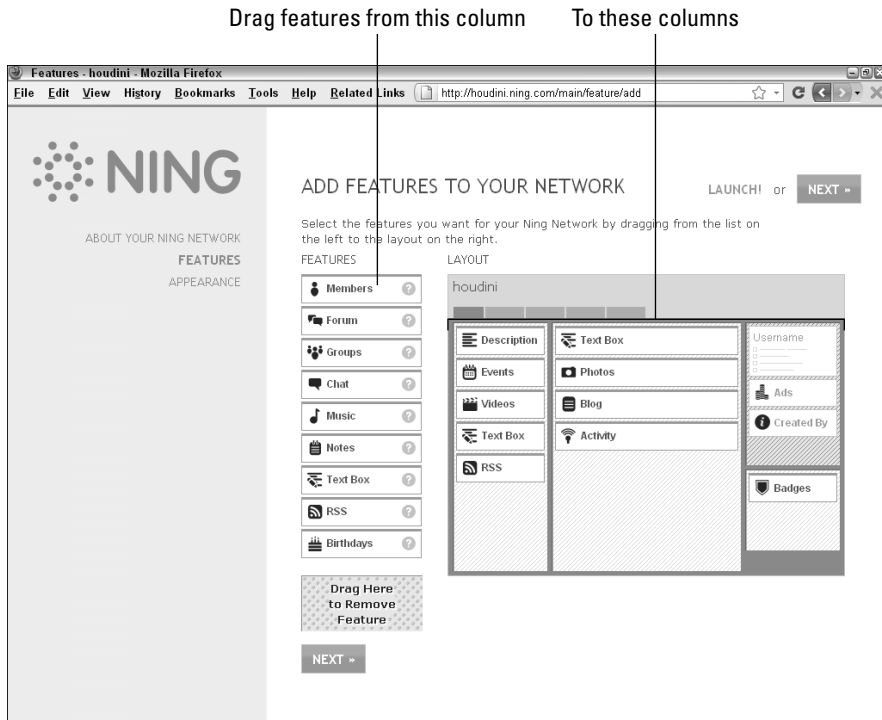 Drag features from this column To these columns
Features - houdini - Mozilla Firefox
File Edit View History Bookmarks Tools Help Related Links http://houdini.ning.com/main/feature/add
NING
ABOUT YOUR NING NETWORK
FEATURES
APPEARANCE
ADD FEATURES TO YOUR NETWORK
LAUNCH! or NEXT »
Select the features you want for your Ning Network by dragging from the list on
the left to the layout on the right.
FEATURES
Members ?
Forum ?
Groups ?
Chat ?
Music ?
Notes ?
Text Box ?
RSS ?
Birthdays ?
Drag Here
to Remove
Feature
NEXT »
LAYOUT
houdini
Description
Events
Videos
Text Box
RSS
Text Box
Photos
Blog
Activity
Username
Ads
Created By
Badges